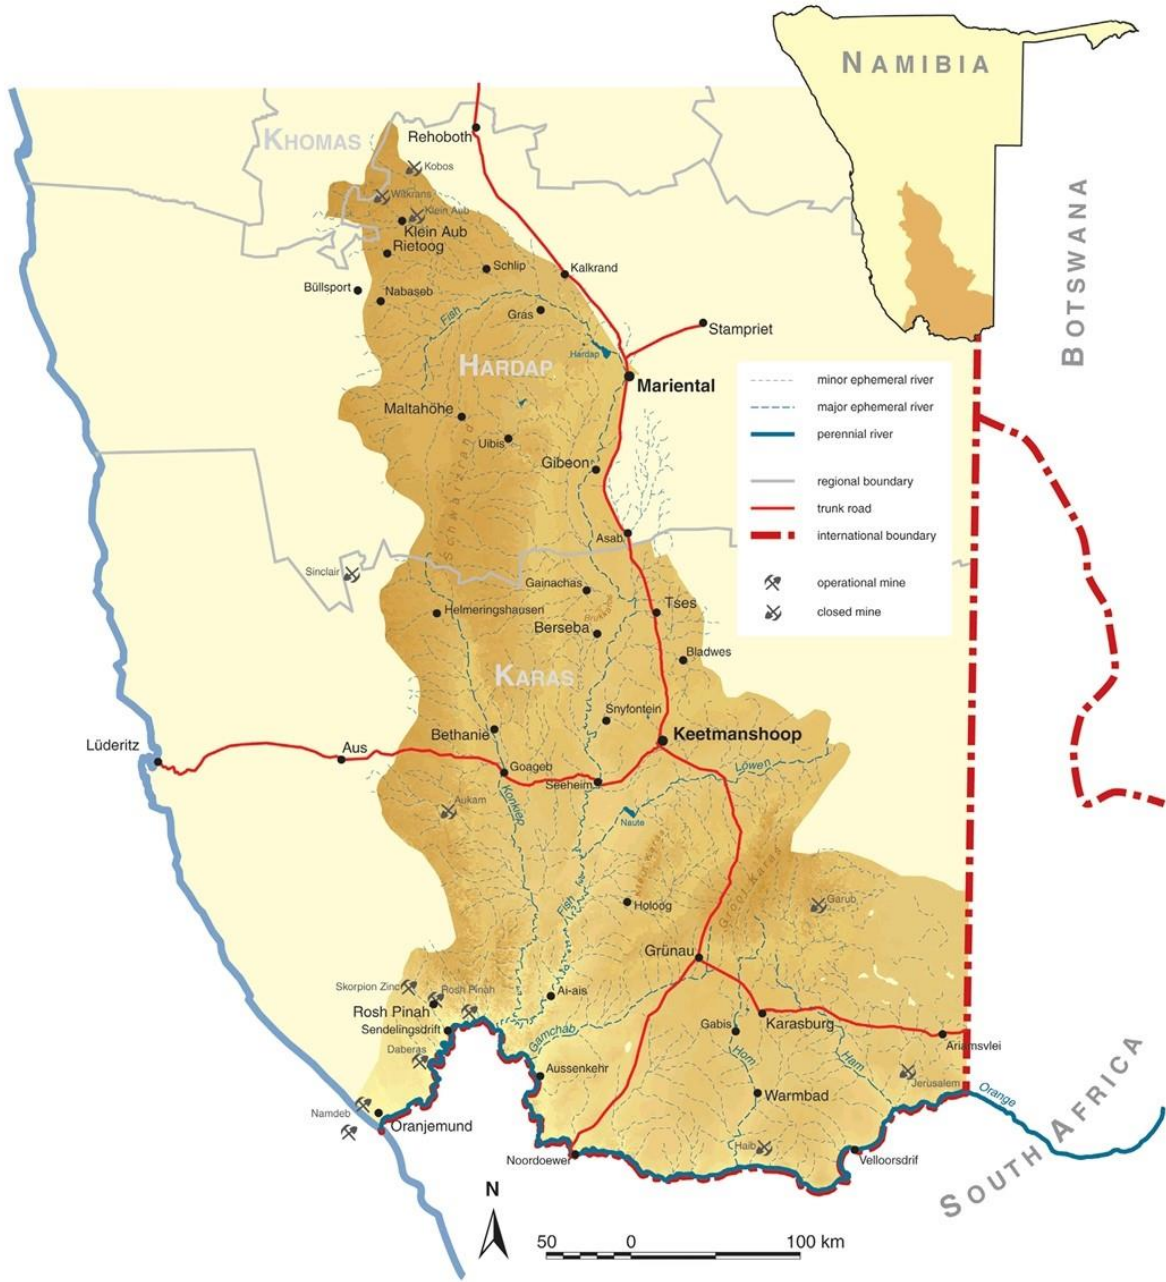 NAMIBIA
BOTSWANA
KHOMAS
Rehoboth
Kobos
Witkrans
Klein Aub
Klein Aub
Rietoog
Büllsport
Nabaseb
Schlip
Kalkrand
Fish
Gras
Stampriet
Hardap
HARDAP
Mariental
Maltahöhe
Uibis
Gibeon
Schwarzrand
Asab
minor ephemeral river
major ephemeral river
perennial river
regional boundary
trunk road
international boundary
operational mine
closed mine
Sinclair
Gainachas
Helmeringshausen
Brukkaros
Tses
Berseba
Bladwes
KARAS
Snyfontein
Bethanie
Keetmanshoop
Lüderitz
Aus
Goageb
Seeheim
Löwen
Aukam
Konkiep
Naute
Groot Karas
Fish
Holoog
Garub
Grünau
Skorpion Zinc
Rosh Pinah
Rosh Pinah
Ai-ais
Sendelingsdrift
Gamchab
Gabis
Karasburg
Ariamsvlei
Daberas
Aussenkehr
Hom
Ham
Jerusalem
Orange
Warmbad
Namdeb
Oranjemund
Noordoewer
Haib
Velloorsdrif
SOUTH AFRICA
N
50 0 100 km